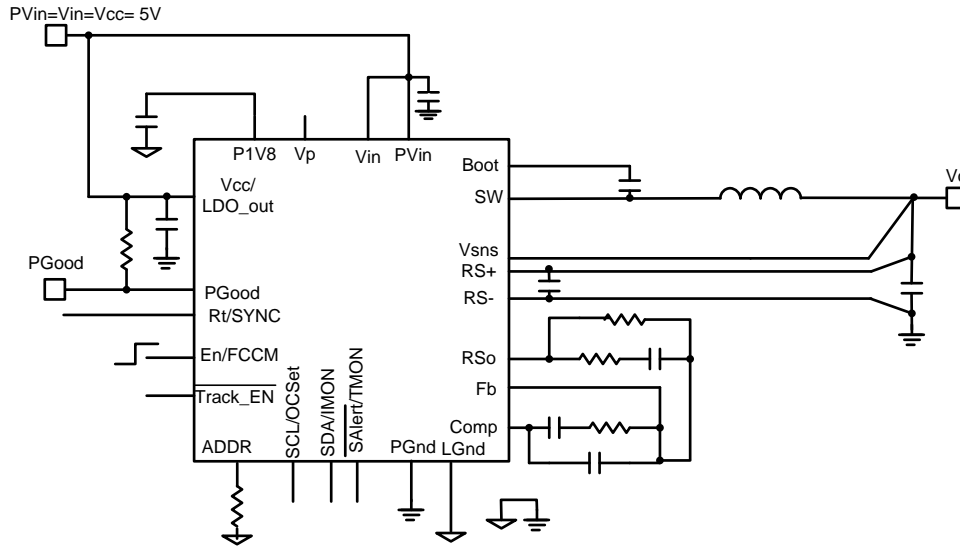 PVin=Vin=Vcc= 5V
P1V8
Vp
Vin
PVin
Boot
SW
Vcc/
LDO_out
Vsns
RS+
RS-
PGood
PGood
Rt/SYNC
En/FCCM
Track_EN
RSo
Fb
Comp
ADDR
SCL/OCSet
SDA/IMON
SAlert/TMON
PGnd
LGnd